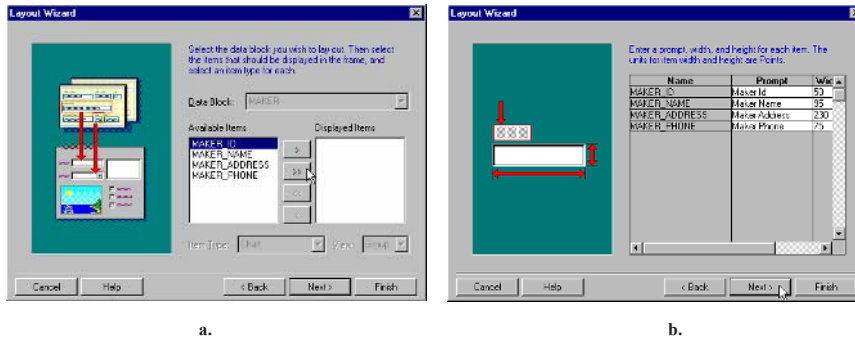 Layout Wizard
Select the data block you wish to lay out. Then select
the items that should be displayed in the frame, and
select an item type for each.
Data Block: MAKER
Available Items Displayed Items
MAKER_ID
MAKER_NAME
MAKER_ADDRESS
MAKER_PHONE
>
>>
<<
<
Item Type: View:
Cancel Help < Back Next > Finish
a.
Layout Wizard
Enter a prompt, width, and height for each item. The
units for item width and height are Points.
Name Prompt Wic
MAKER_ID Maker Id 50
MAKER_NAME Maker Name 95
MAKER_ADDRESS Maker Address 230
MAKER_PHONE Maker Phone 75
Cancel Help < Back Next > Finish
b.